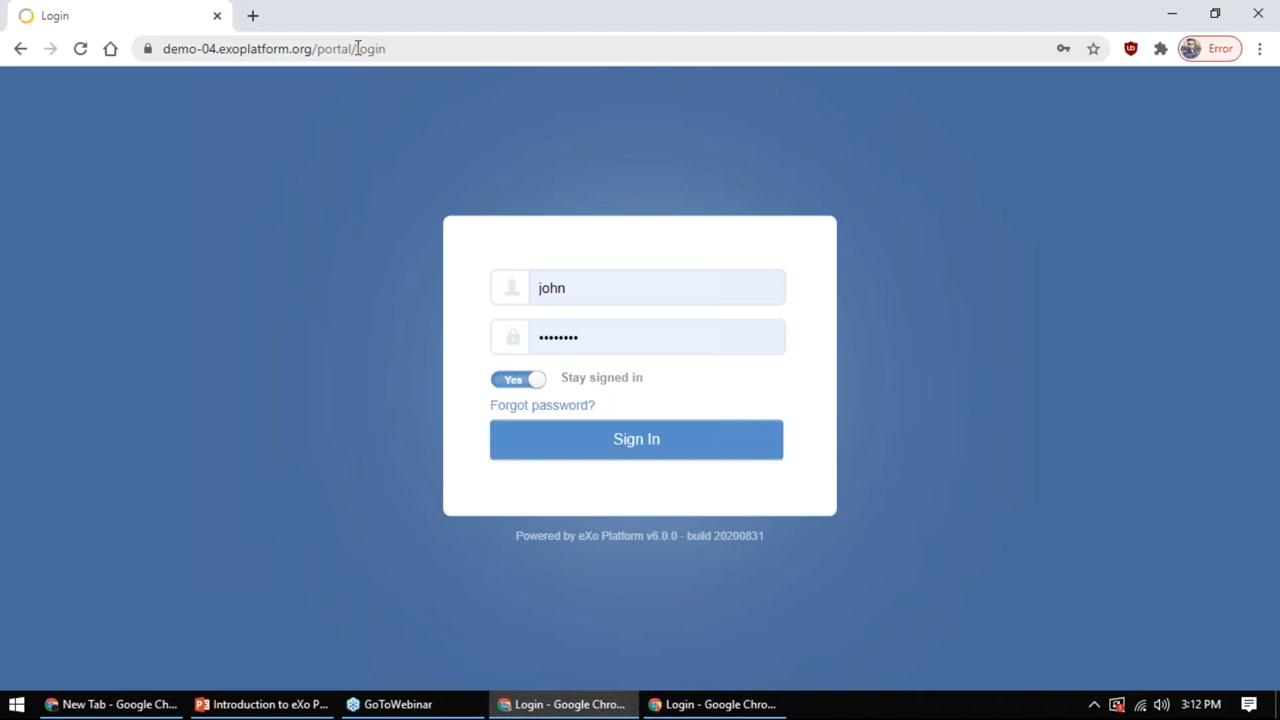 Login
demo-04.exoplatform.org/portal/login
Error
john
••••••••
Yes Stay signed in
Forgot password?
Sign In
Powered by eXo Platform v6.0.0 - build 20200831
New Tab - Google Ch... Introduction to eXo P... GoToWebinar Login - Google Chro... Login - Google Chro... 3:12 PM